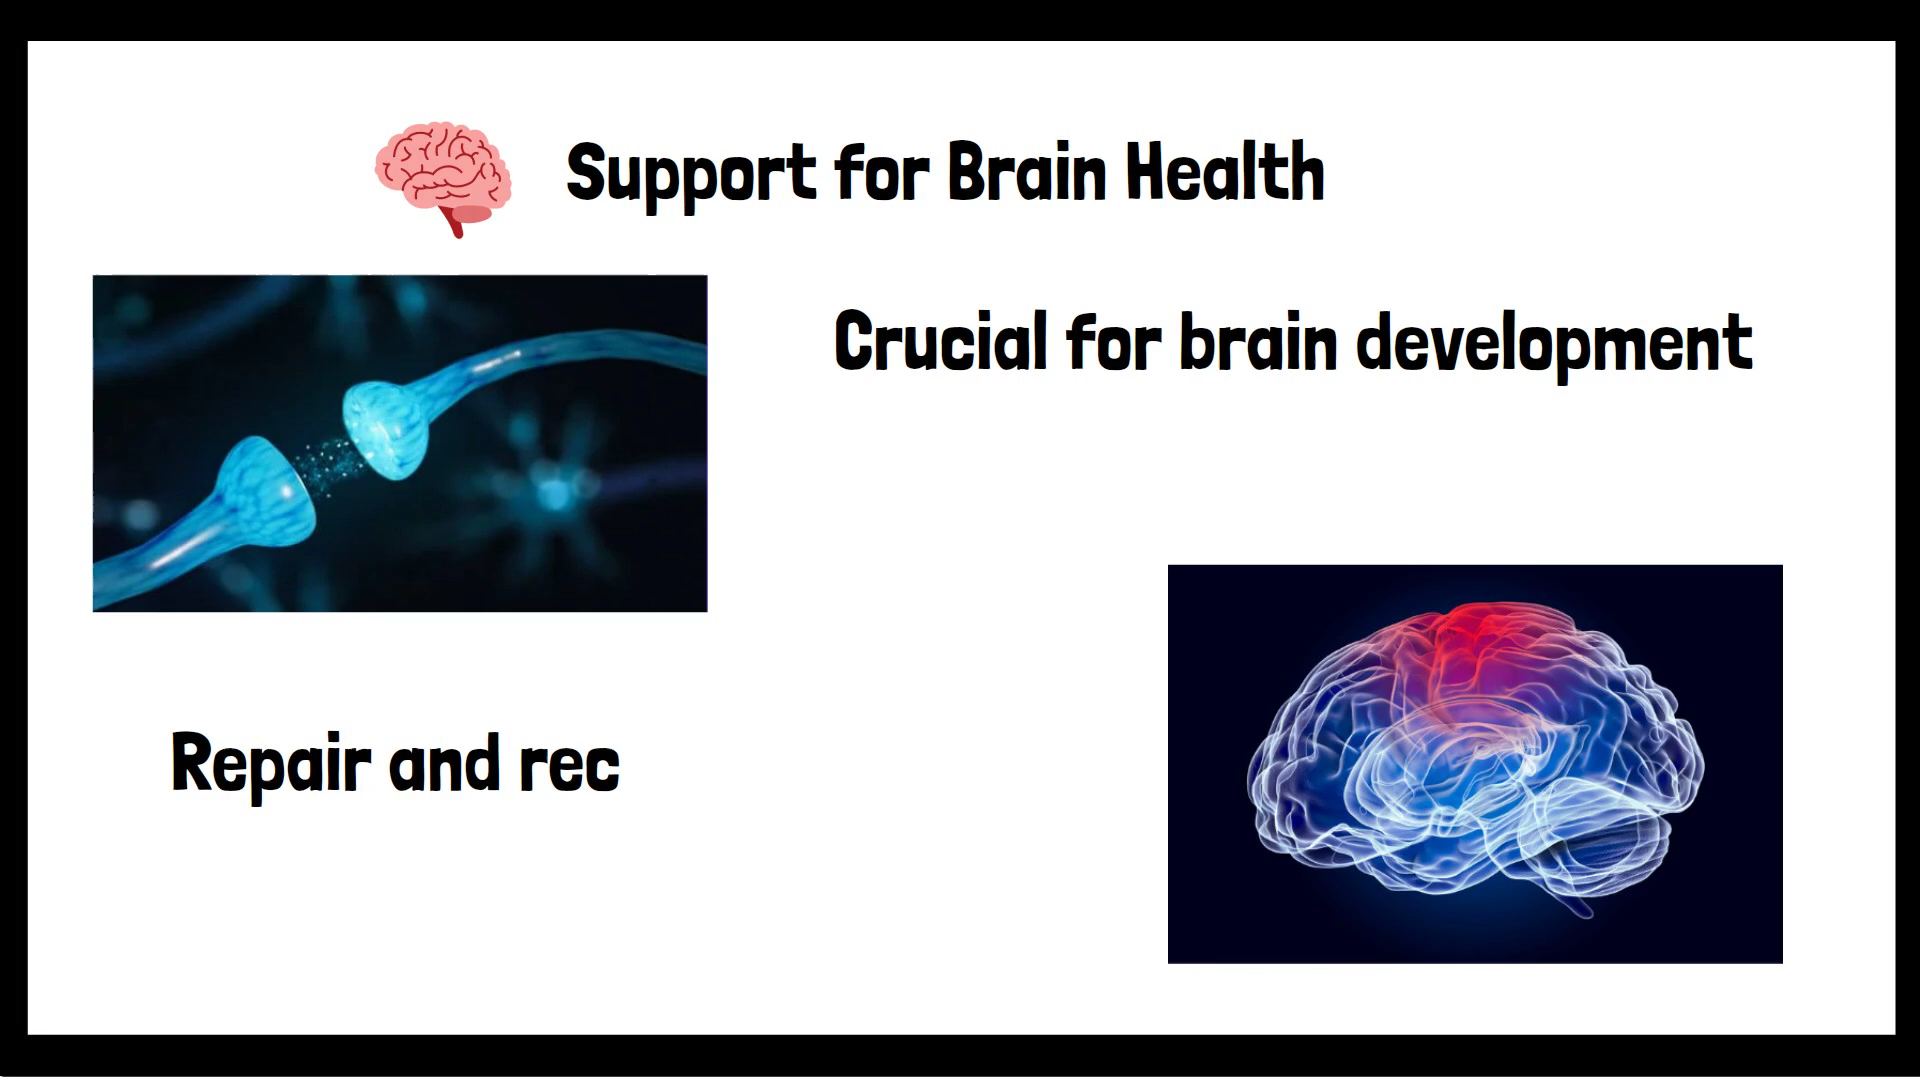 Support for Brain Health
Crucial for brain development
Repair and rec